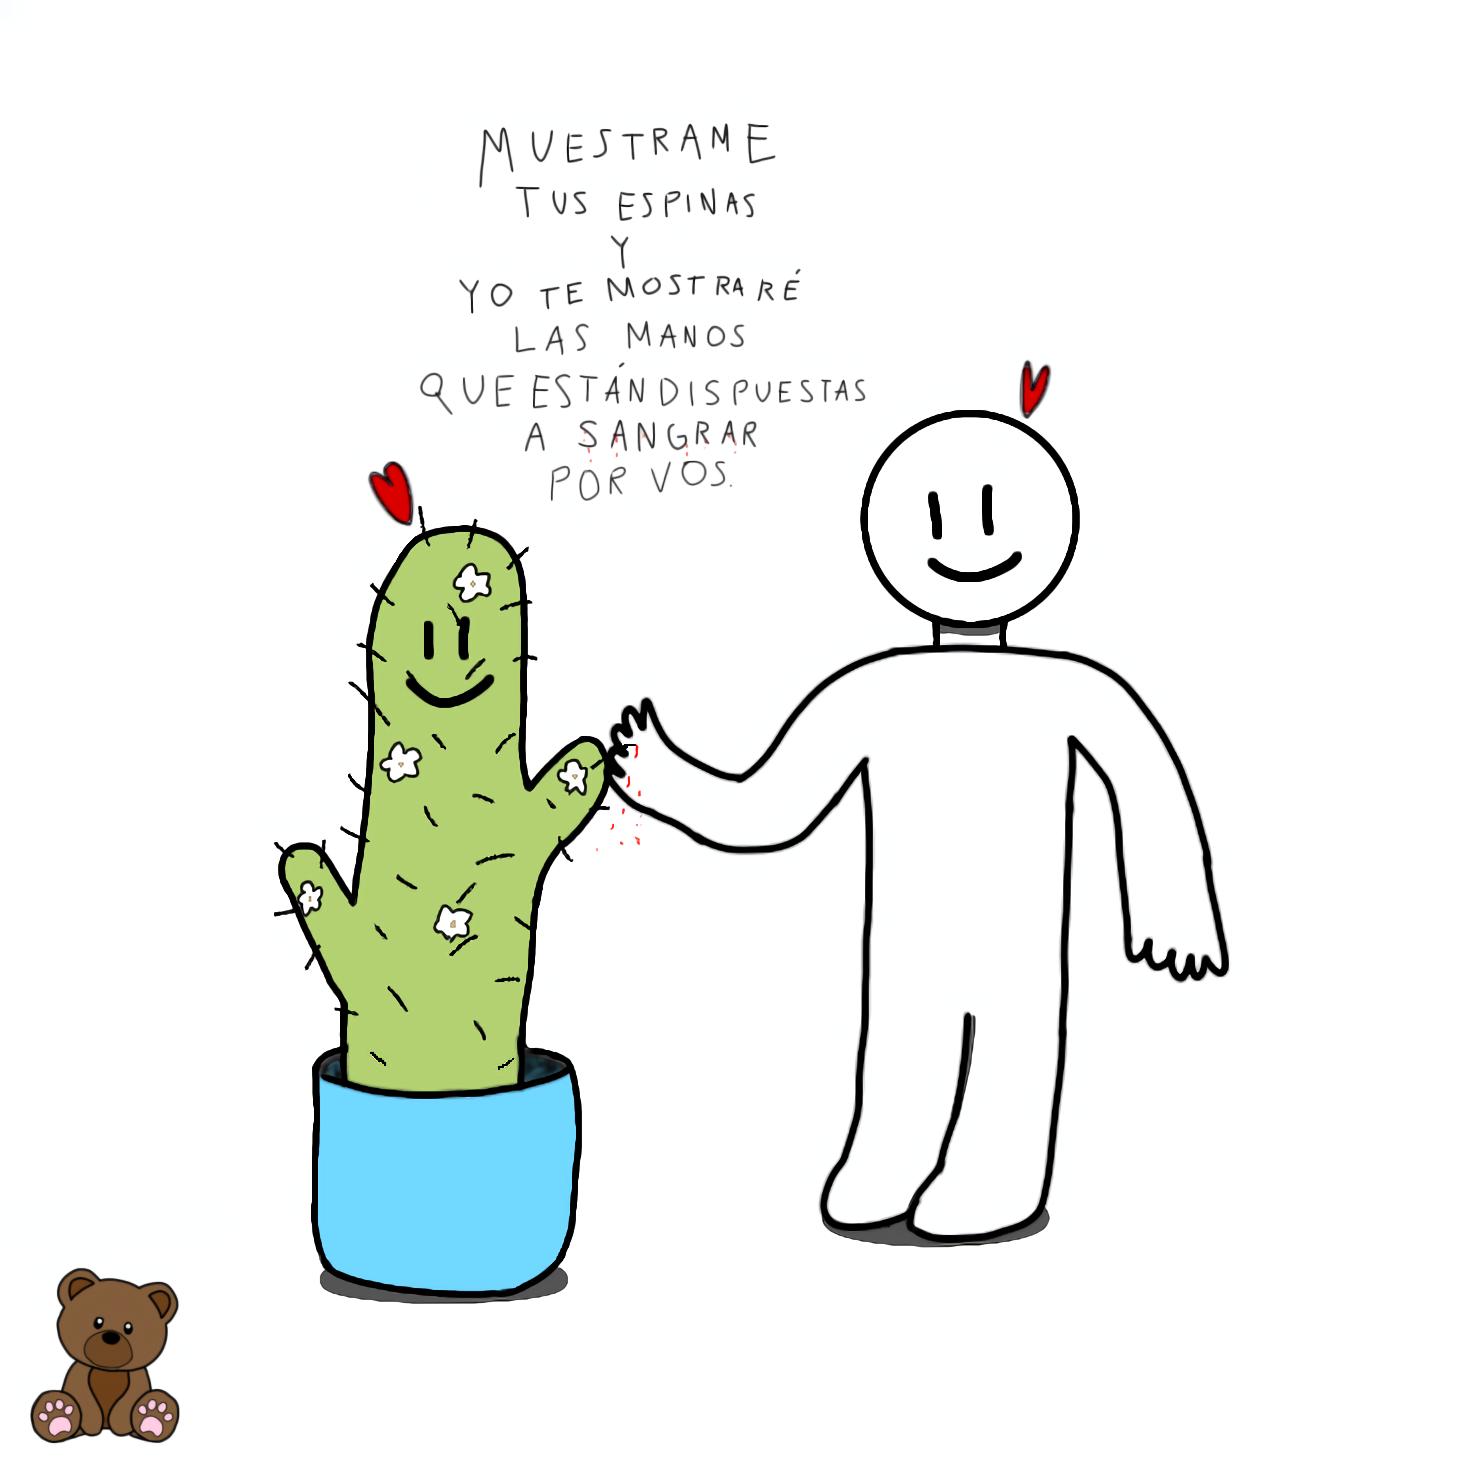 MUESTRAME
TUS ESPINAS
Y
YO TE MOSTRARÉ
LAS MANOS
QUE ESTÁN DISPUESTAS
A SANGRAR
POR VOS.